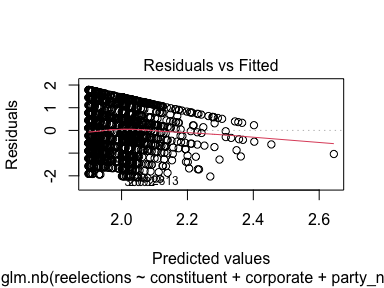 Residuals vs Fitted
Residuals
2
1
0
-2
2.0
2.2
2.4
2.6
Predicted values
glm.nb(reelections ~ constituent + corporate + party_n